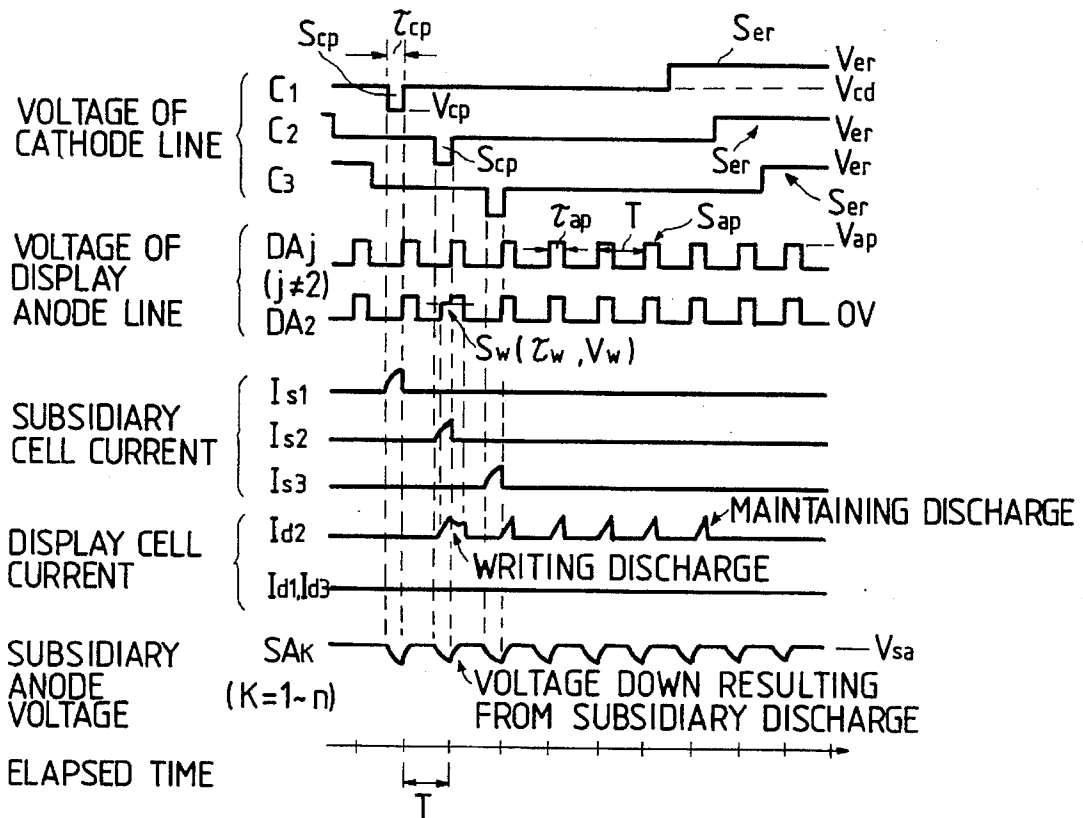 Scp τcp
Ser
VOLTAGE OF
CATHODE LINE
C1 Vcp Ver
Vcd
C2 Scp Ser Ver
C3 Ver
Ser
VOLTAGE OF
DISPLAY
ANODE LINE
DAj τap T Sap Vap
(j≠2)
DA2 0V
Sw(τw,Vw)
SUBSIDIARY
CELL CURRENT
Is1
Is2
Is3
DISPLAY CELL
CURRENT
Id2 MAINTAINING DISCHARGE
WRITING DISCHARGE
Id1,Id3
SUBSIDIARY
ANODE
VOLTAGE
SAK Vsa
(K=1~n)
VOLTAGE DOWN RESULTING
FROM SUBSIDIARY DISCHARGE
ELAPSED TIME
T